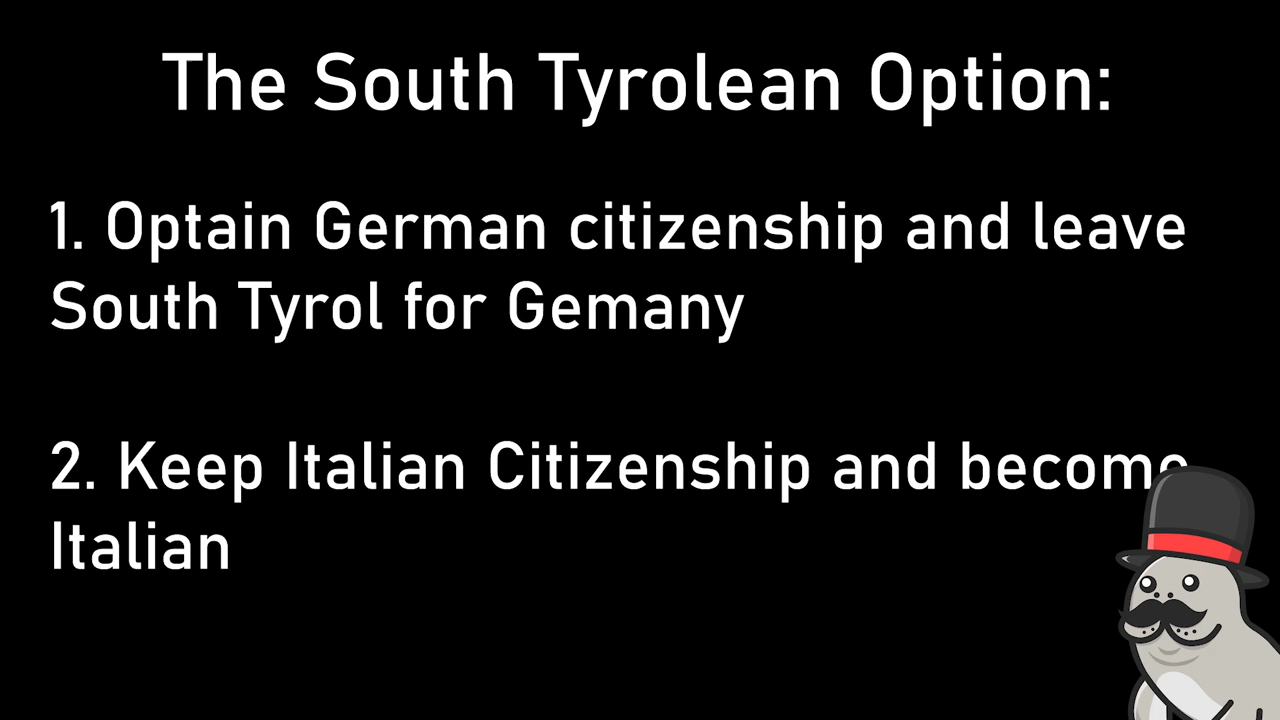 The South Tyrolean Option:
1. Optain German citizenship and leave
South Tyrol for Gemany
2. Keep Italian Citizenship and become
Italian